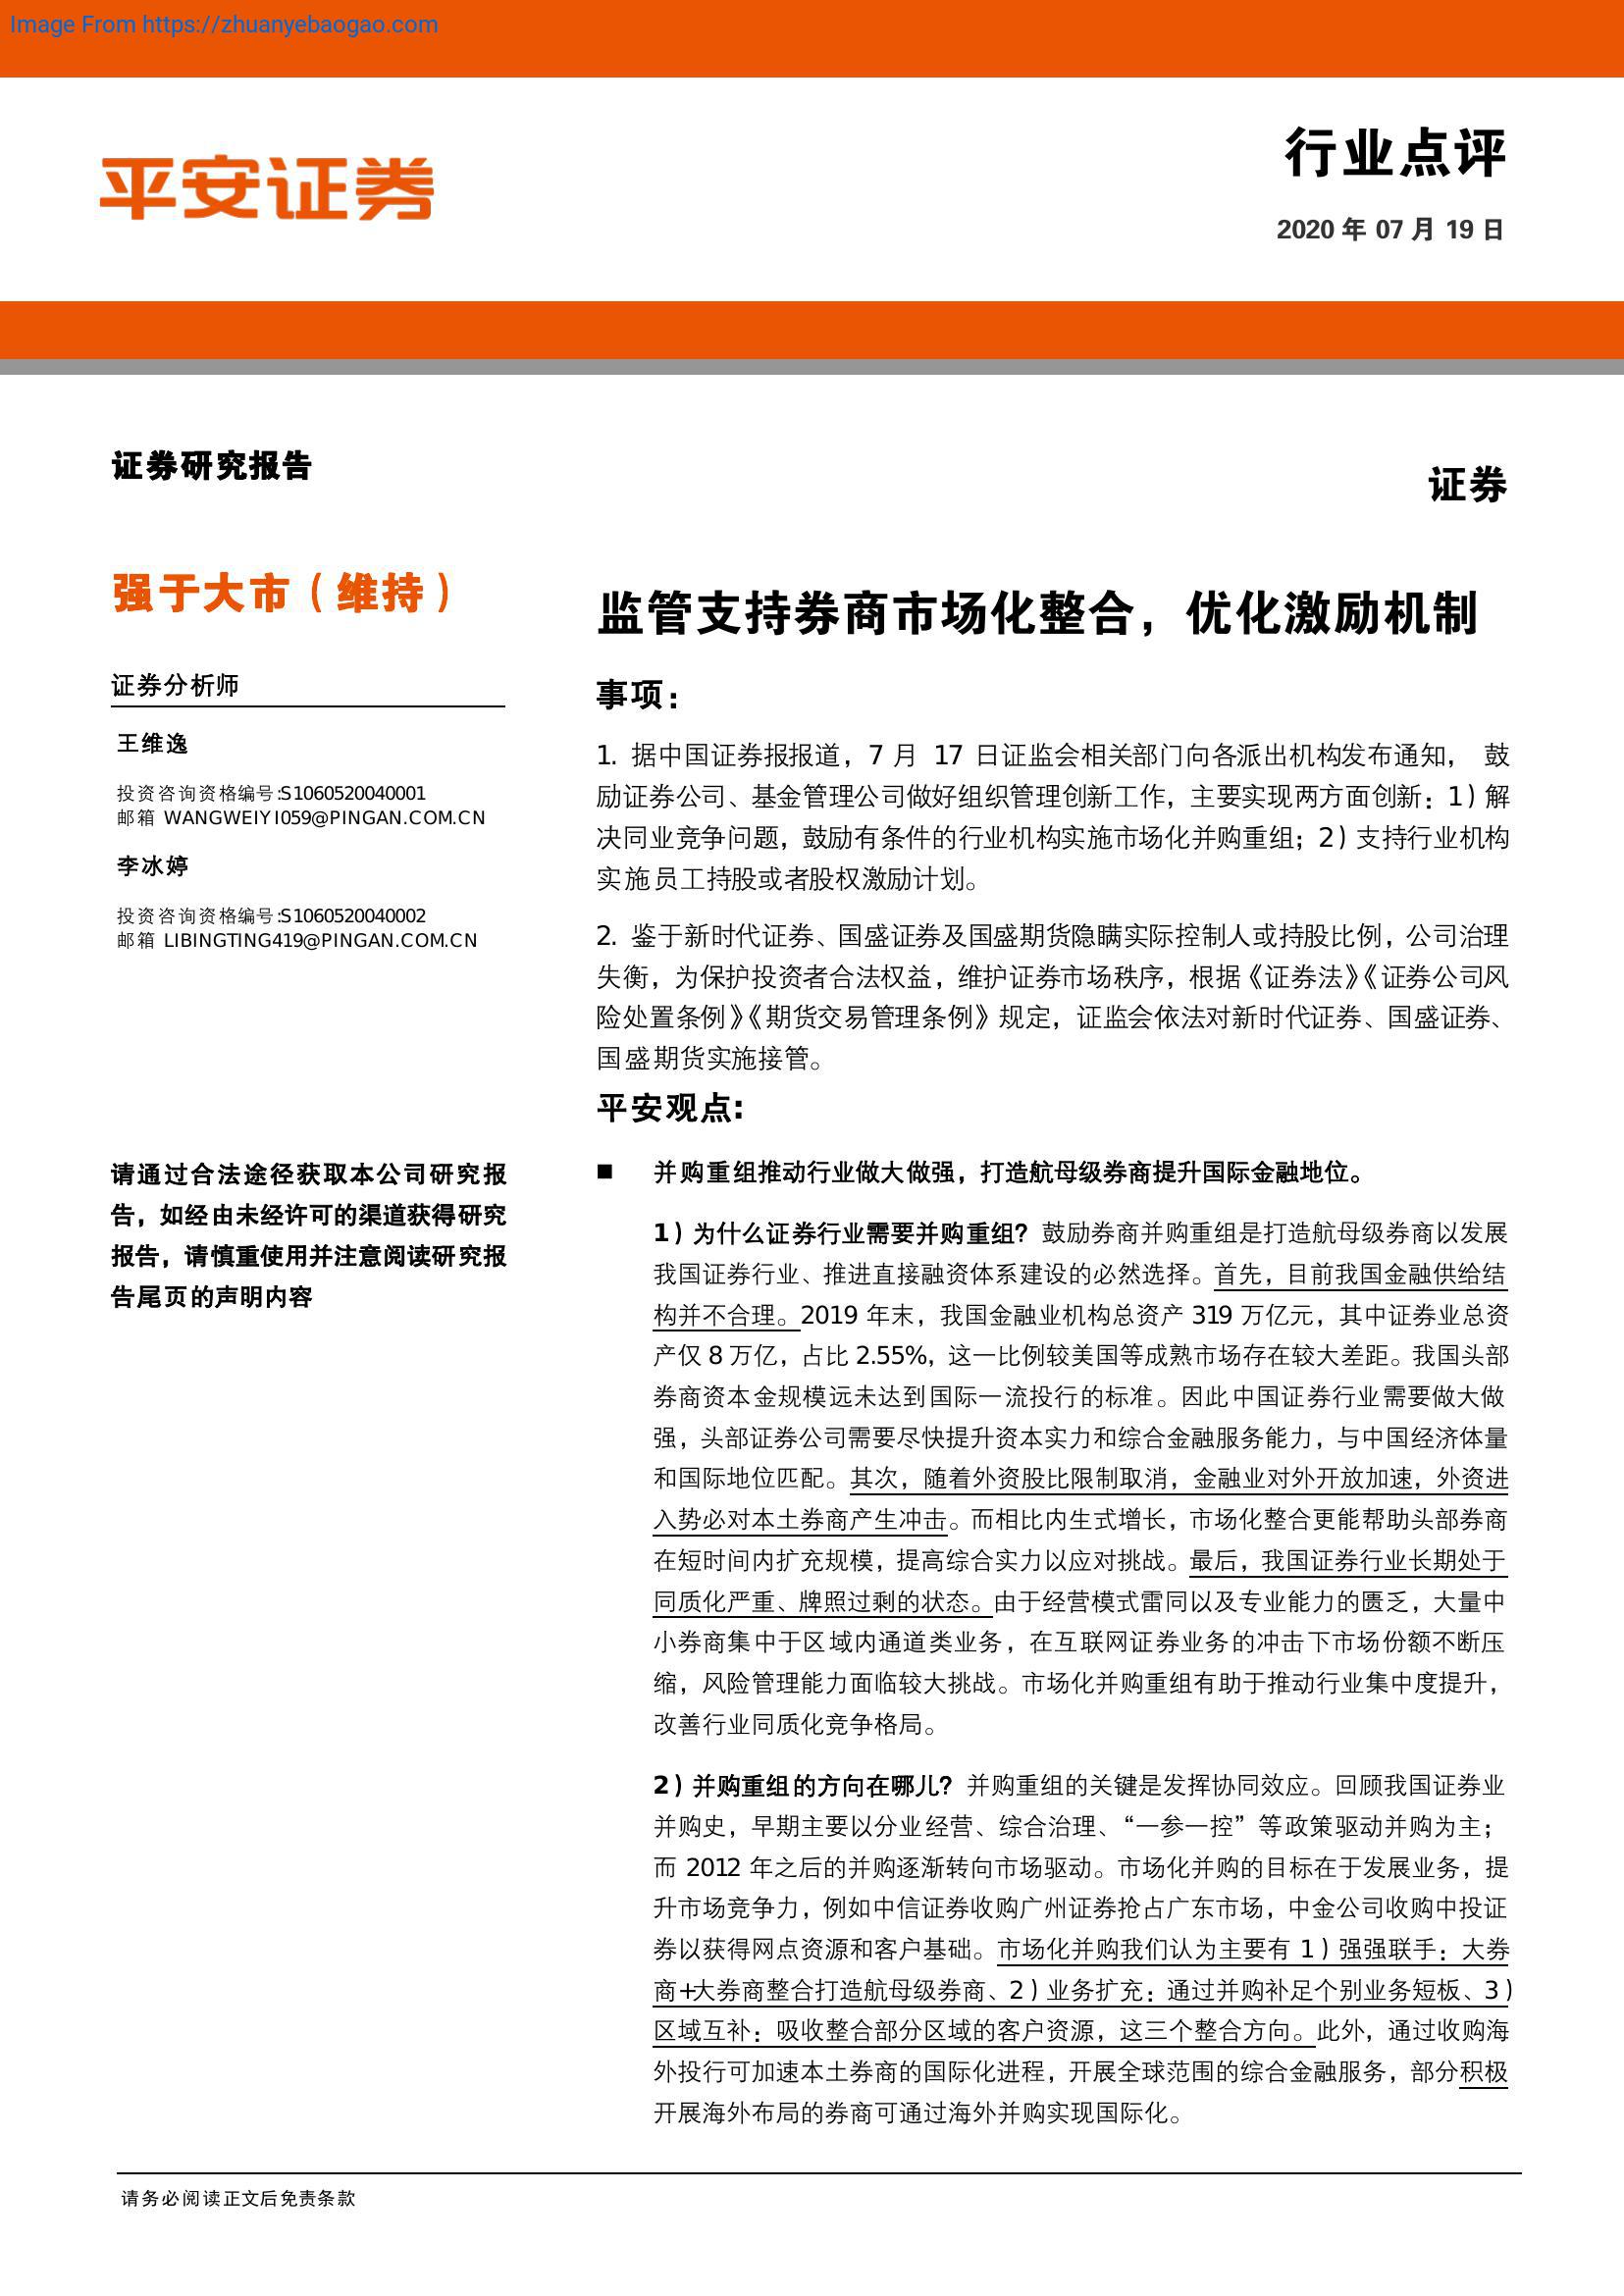 Image From https://zhuanyebaogao.com
平安证券
行业点评
2020 年 07 月 19 日
证券研究报告
证券
强于大市（维持）
证券分析师
王维逸
投资咨询资格编号:S1060520040001
邮箱 WANGWEIYI059@PINGAN.COM.CN
李冰婷
投资咨询资格编号:S1060520040002
邮箱 LIBINGTING419@PINGAN.COM.CN
请通过合法途径获取本公司研究报
告，如经由未经许可的渠道获得研究
报告，请慎重使用并注意阅读研究报
告尾页的声明内容
监管支持券商市场化整合，优化激励机制
事项：
1. 据中国证券报报道，7 月 17 日证监会相关部门向各派出机构发布通知， 鼓
励证券公司、基金管理公司做好组织管理创新工作，主要实现两方面创新：1）解
决同业竞争问题，鼓励有条件的行业机构实施市场化并购重组；2）支持行业机构
实施员工持股或者股权激励计划。
2. 鉴于新时代证券、国盛证券及国盛期货隐瞒实际控制人或持股比例，公司治理
失衡，为保护投资者合法权益，维护证券市场秩序，根据《证券法》《证券公司风
险处置条例》《期货交易管理条例》规定，证监会依法对新时代证券、国盛证券、
国盛期货实施接管。
平安观点:
■ 并购重组推动行业做大做强，打造航母级券商提升国际金融地位。
1）为什么证券行业需要并购重组？鼓励券商并购重组是打造航母级券商以发展
我国证券行业、推进直接融资体系建设的必然选择。首先，目前我国金融供给结
构并不合理。2019 年末，我国金融业机构总资产 319 万亿元，其中证券业总资
产仅 8 万亿，占比 2.55%，这一比例较美国等成熟市场存在较大差距。我国头部
券商资本金规模远未达到国际一流投行的标准。因此中国证券行业需要做大做
强，头部证券公司需要尽快提升资本实力和综合金融服务能力，与中国经济体量
和国际地位匹配。其次，随着外资股比限制取消，金融业对外开放加速，外资进
入势必对本土券商产生冲击。而相比内生式增长，市场化整合更能帮助头部券商
在短时间内扩充规模，提高综合实力以应对挑战。最后，我国证券行业长期处于
同质化严重、牌照过剩的状态。由于经营模式雷同以及专业能力的匮乏，大量中
小券商集中于区域内通道类业务，在互联网证券业务的冲击下市场份额不断压
缩，风险管理能力面临较大挑战。市场化并购重组有助于推动行业集中度提升，
改善行业同质化竞争格局。
2）并购重组的方向在哪儿？并购重组的关键是发挥协同效应。回顾我国证券业
并购史，早期主要以分业经营、综合治理、“一参一控”等政策驱动并购为主；
而 2012 年之后的并购逐渐转向市场驱动。市场化并购的目标在于发展业务，提
升市场竞争力，例如中信证券收购广州证券抢占广东市场，中金公司收购中投证
券以获得网点资源和客户基础。市场化并购我们认为主要有 1）强强联手：大券
商+大券商整合打造航母级券商、2）业务扩充：通过并购补足个别业务短板、3）
区域互补：吸收整合部分区域的客户资源，这三个整合方向。此外，通过收购海
外投行可加速本土券商的国际化进程，开展全球范围的综合金融服务，部分积极
开展海外布局的券商可通过海外并购实现国际化。
请务必阅读正文后免责条款